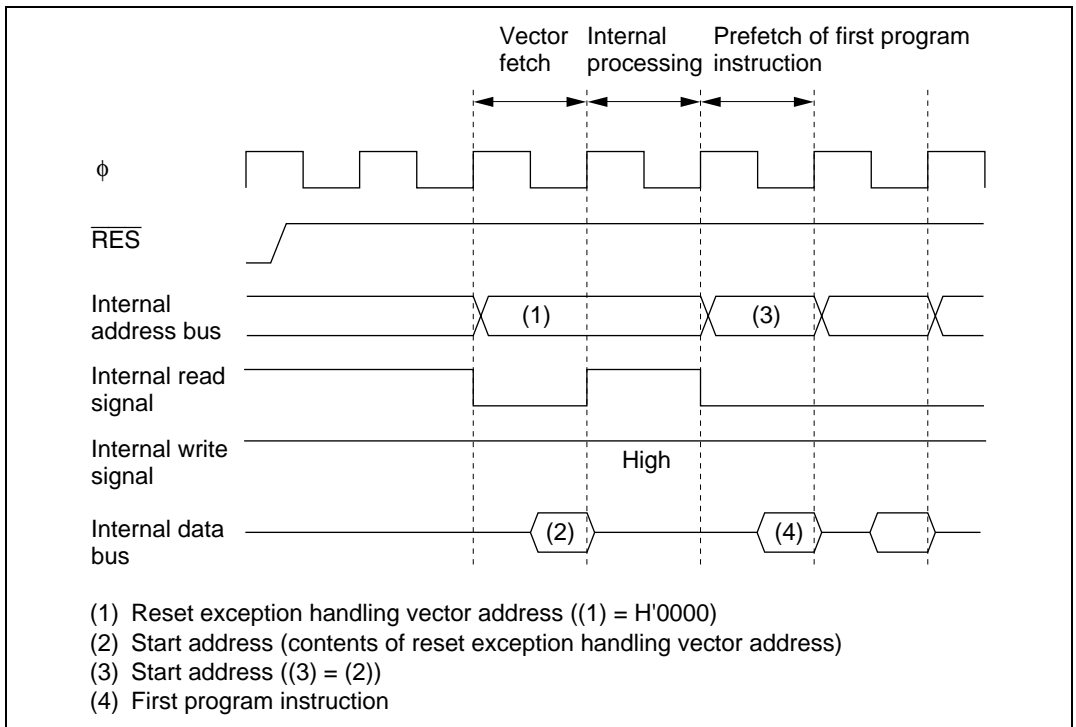 Vector fetch
Internal processing
Prefetch of first program instruction
φ
RES
Internal address bus
(1)
(3)
Internal read signal
Internal write signal
High
Internal data bus
(2)
(4)
(1) Reset exception handling vector address ((1) = H'0000)
(2) Start address (contents of reset exception handling vector address)
(3) Start address ((3) = (2))
(4) First program instruction